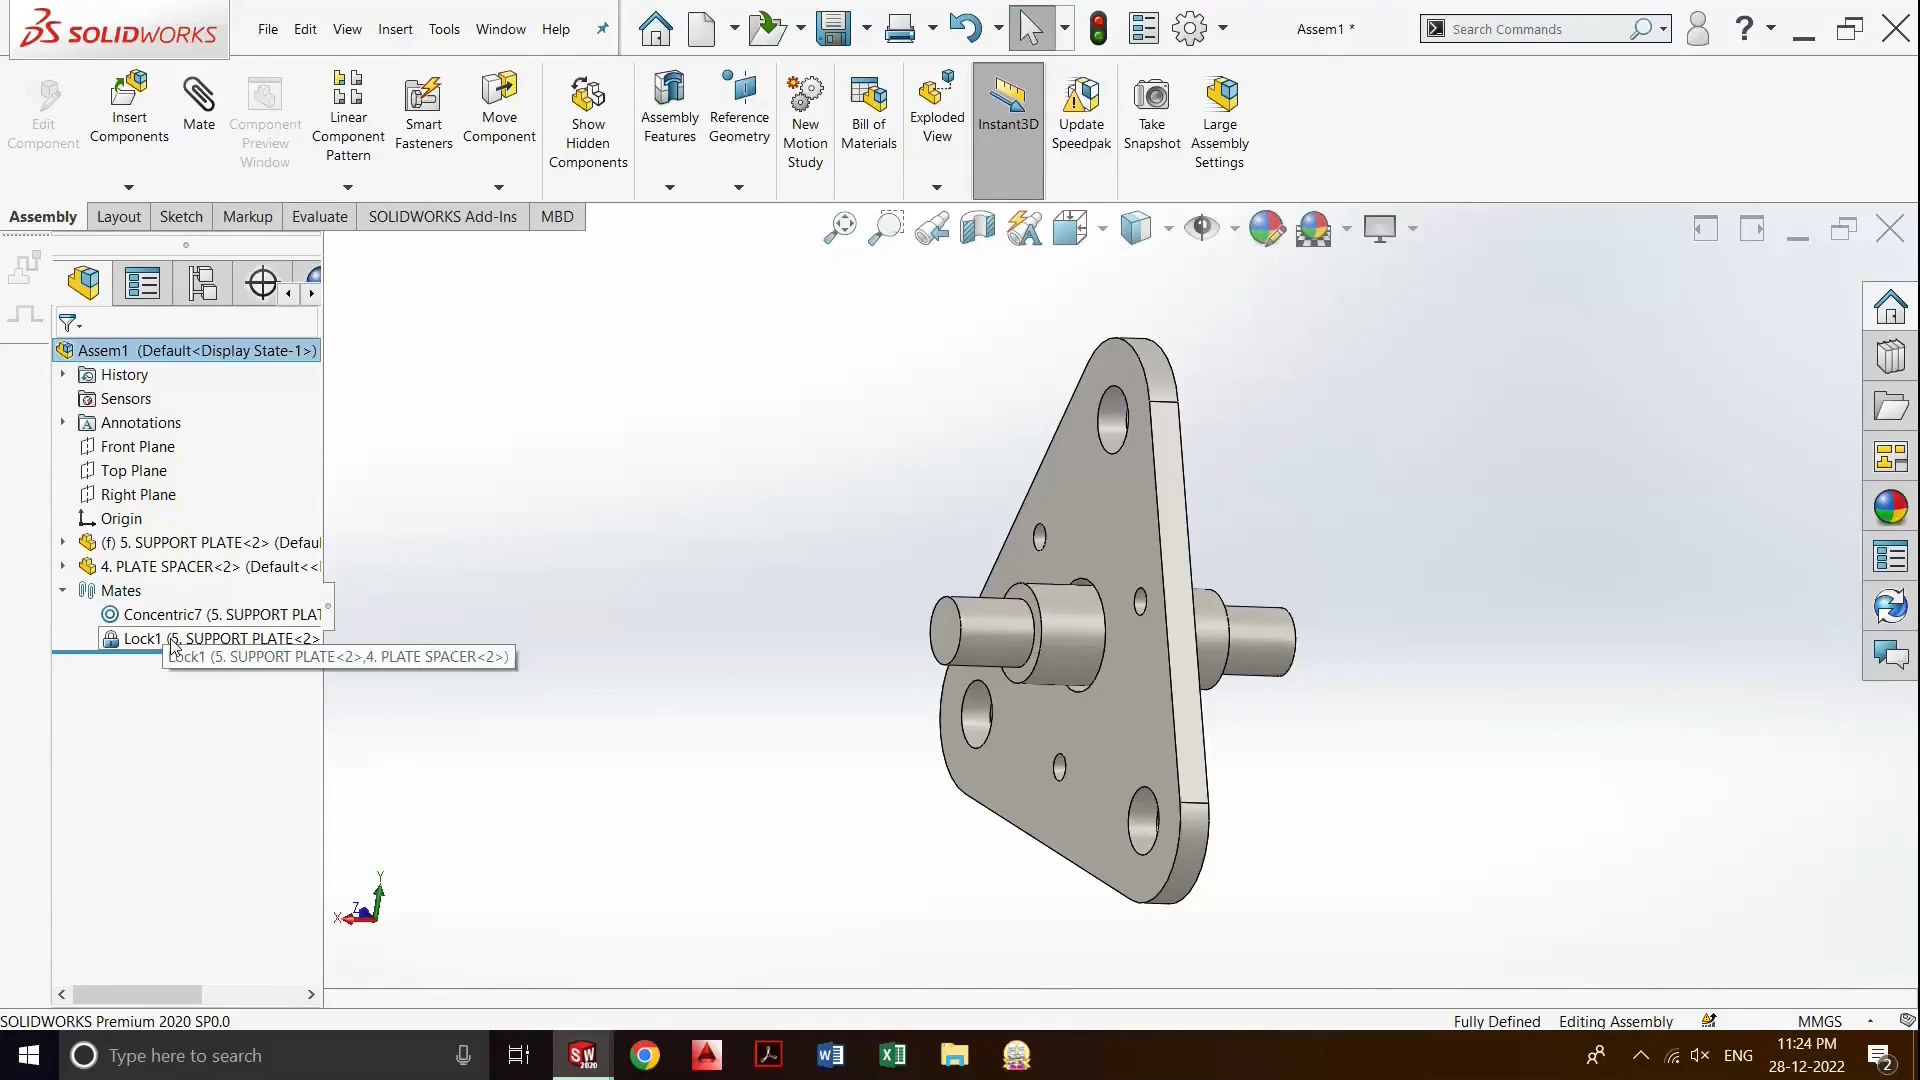 SOLIDWORKS
File Edit View Insert Tools Window Help
Assem1 *
Search Commands
?
Edit Component
Insert Components
Mate
Component Preview Window
Linear Component Pattern
Smart Fasteners
Move Component
Show Hidden Components
Assembly Features
Reference Geometry
New Motion Study
Bill of Materials
Exploded View
Instant3D
Update Speedpak
Take Snapshot
Large Assembly Settings
Assembly Layout Sketch Markup Evaluate SOLIDWORKS Add-Ins MBD
Assem1 (Default<Display State-1>)
History
Sensors
Annotations
Front Plane
Top Plane
Right Plane
Origin
(f) 5. SUPPORT PLATE<2> (Defau
4. PLATE SPACER<2> (Default<<
Mates
Concentric7 (5. SUPPORT PLAT
Lock1 (5. SUPPORT PLATE<2>
Lock1 (5. SUPPORT PLATE<2>,4. PLATE SPACER<2>)
Y
Z
X
SOLIDWORKS Premium 2020 SP0.0
Fully Defined Editing Assembly MMGS
Type here to search
SW 2020
ENG
11:24 PM
28-12-2022
2